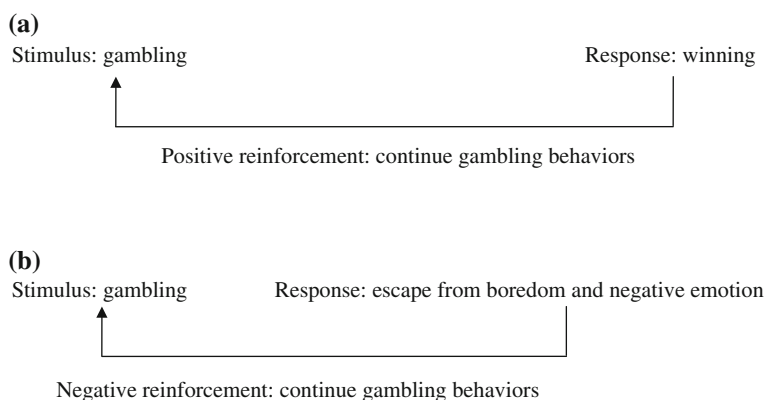 (a)
Stimulus: gambling Response: winning
Positive reinforcement: continue gambling behaviors
(b)
Stimulus: gambling Response: escape from boredom and negative emotion
Negative reinforcement: continue gambling behaviors